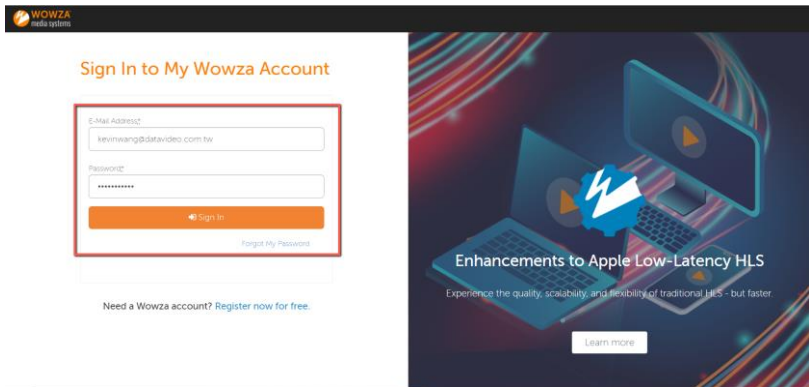 WOWZA
media systems
Sign In to My Wowza Account
E-Mail Address*
kevinwang@datavideo.com.tw
Password*
•••••••••••
Sign In
Forgot My Password
Need a Wowza account? Register now for free.
Enhancements to Apple Low-Latency HLS
Experience the quality, scalability, and flexibility of traditional HLS - but faster.
Learn more